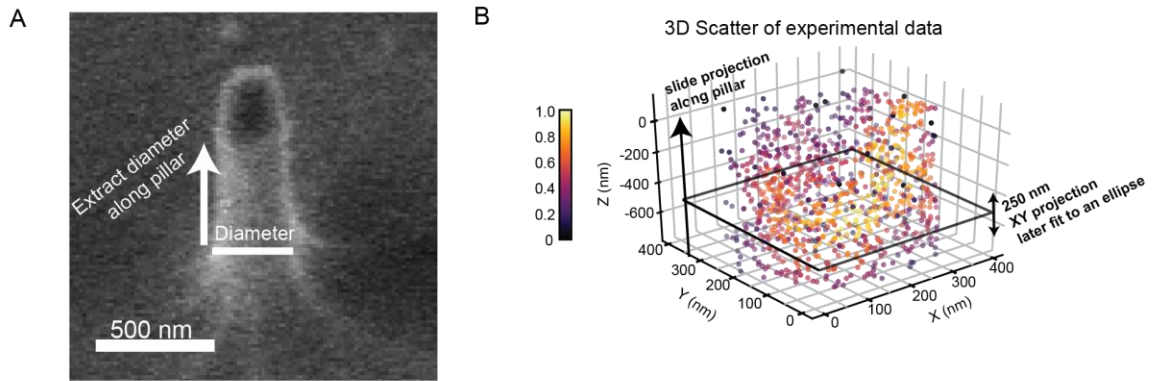 A
Extract diameter
along pillar
Diameter
500 nm
B
3D Scatter of experimental data
slide projection
along pillar
1.0
0.8
0.6
0.4
0.2
0
Z (nm)
0
-200
-400
-600
250 nm
XY projection
later fit to an ellipse
400
300
200
100
0
Y (nm)
0
100
200
300
400
X (nm)